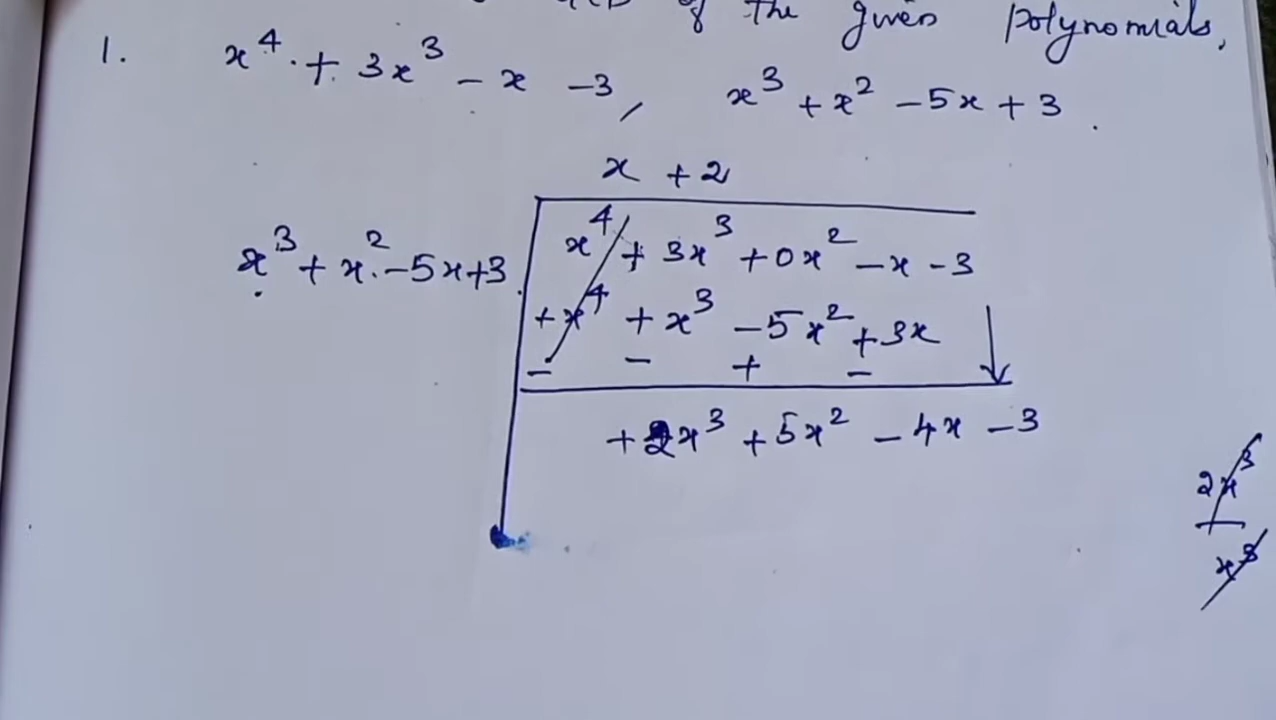 of the given polynomials,
1. x⁴ + 3x³ - x - 3, x³ + x² - 5x + 3.
x + 2
x³ + x² - 5x + 3 x⁴ + 3x³ + 0x² - x - 3
+x⁴ + x³ - 5x² + 3x
- - + -
+2x³ + 5x² - 4x - 3
2x³
x³